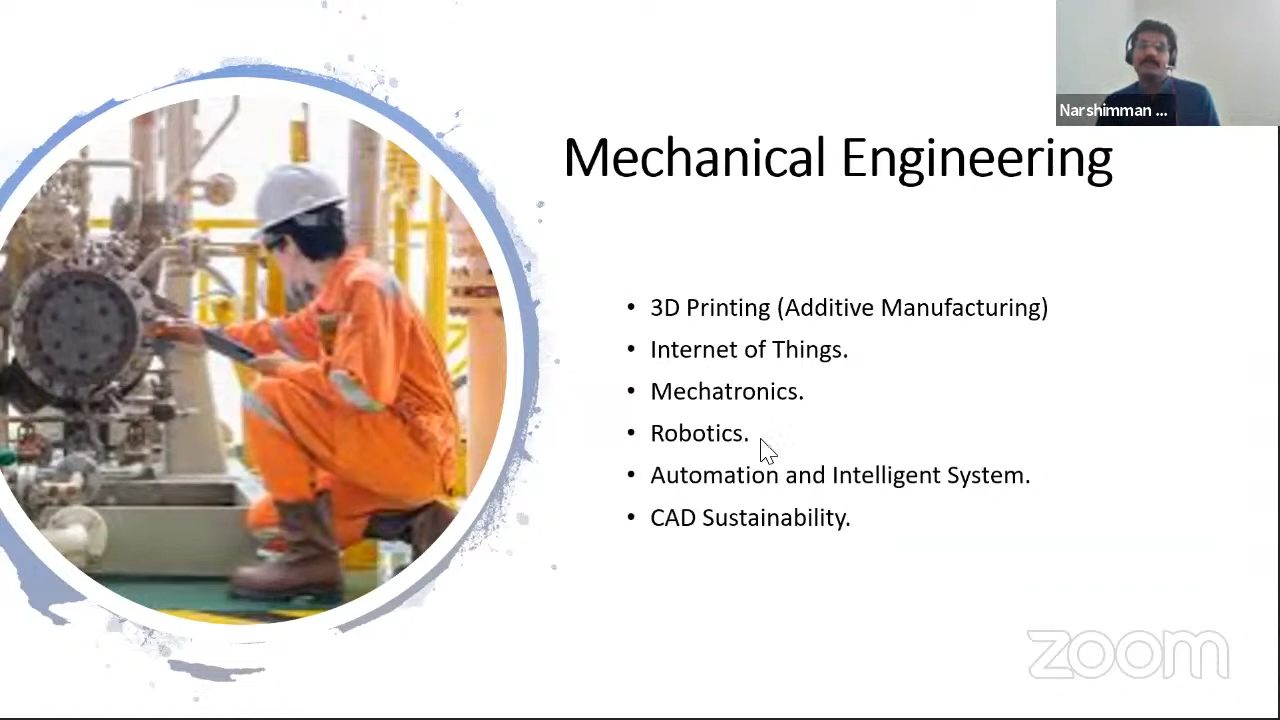 Narshimman ...
Mechanical Engineering
• 3D Printing (Additive Manufacturing)
• Internet of Things.
• Mechatronics.
• Robotics.
• Automation and Intelligent System.
• CAD Sustainability.
zoom